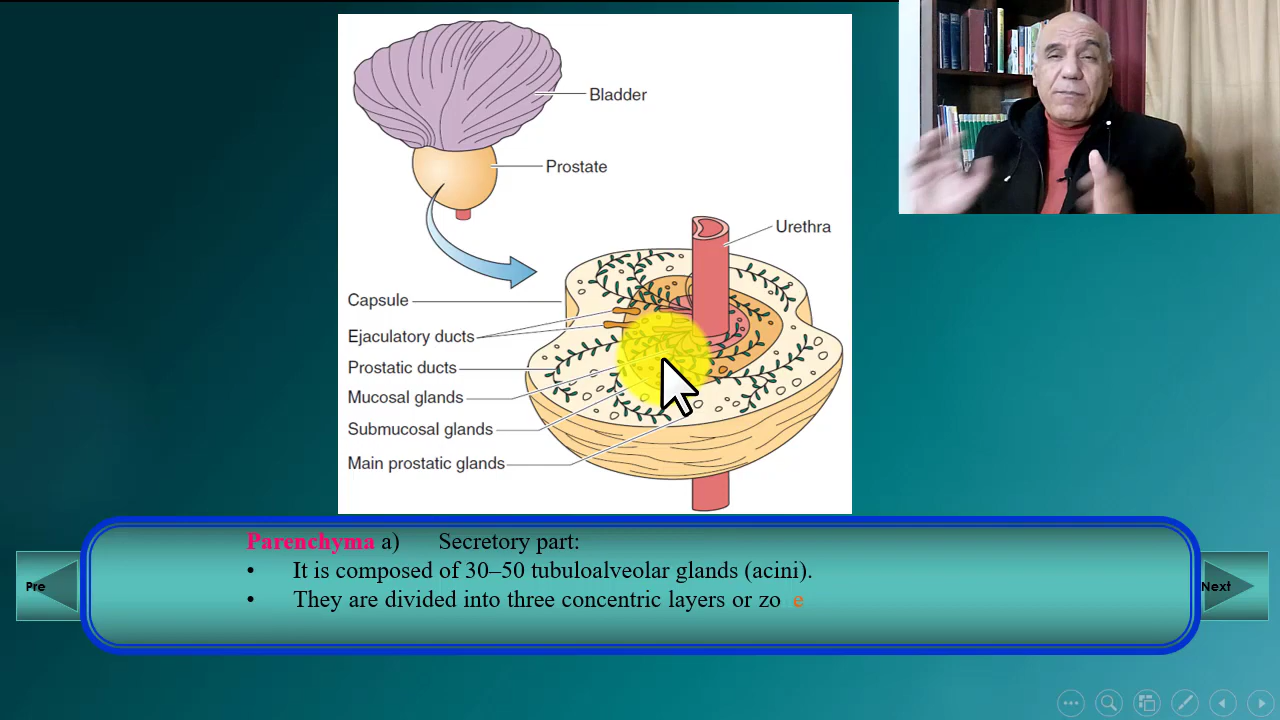 Bladder
Prostate
Urethra
Capsule
Ejaculatory ducts
Prostatic ducts
Mucosal glands
Submucosal glands
Main prostatic glands
Parenchyma a) Secretory part:
• It is composed of 30–50 tubuloalveolar glands (acini).
• They are divided into three concentric layers or zo e
Pre
Next